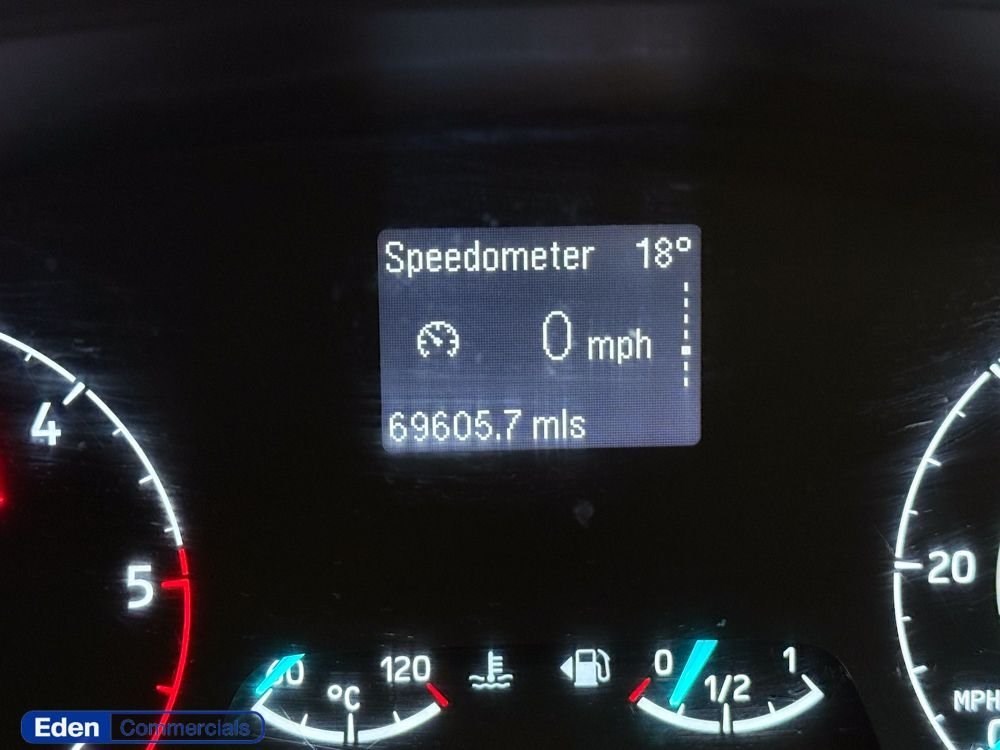 Speedometer 18°
0 mph
69605.7 mls
4
5
20
120
°C
0
1/2
1
MPH
Eden Commercials